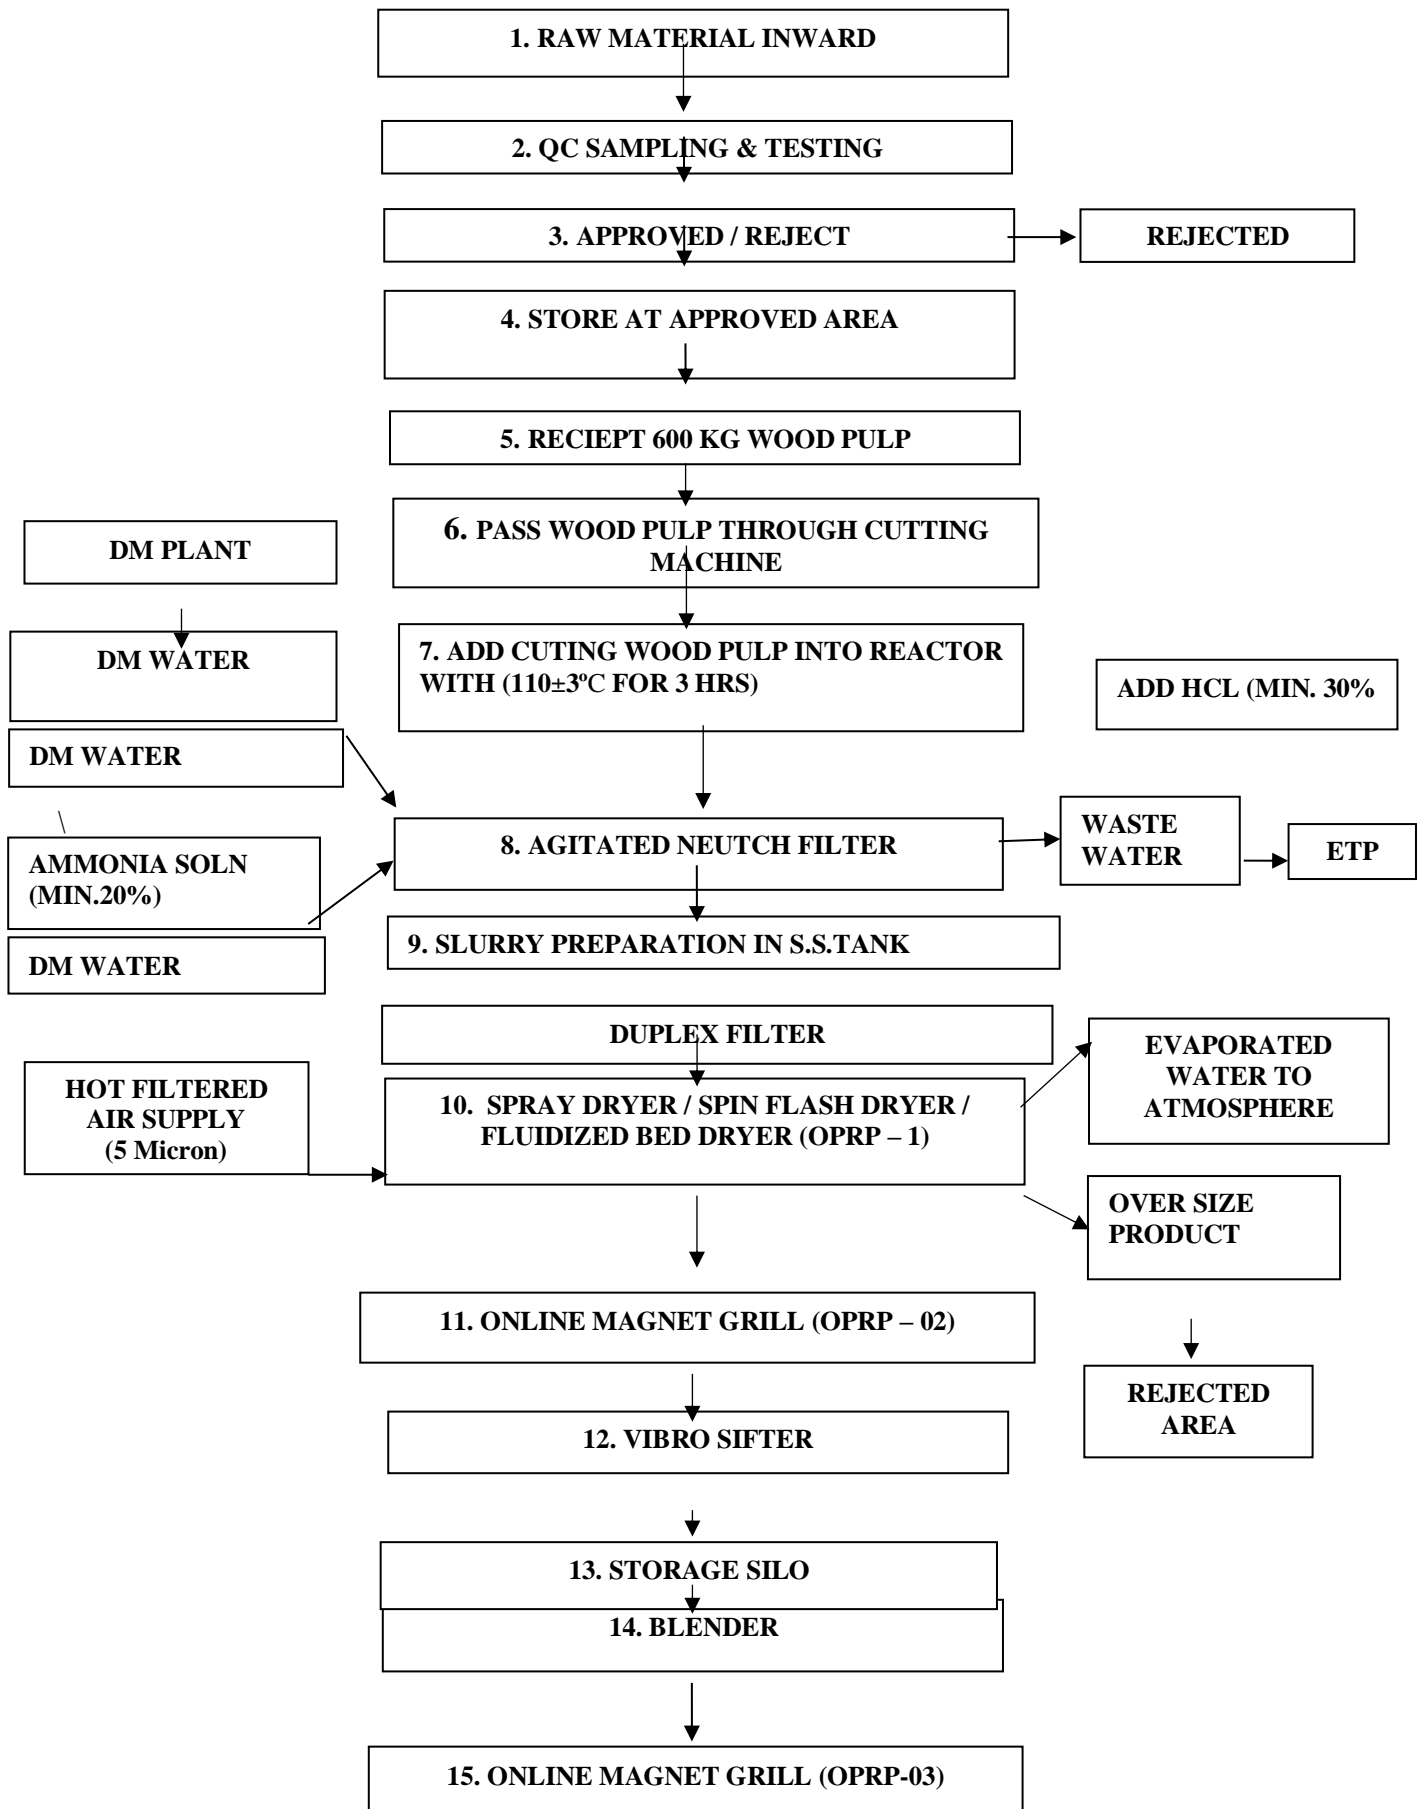 1. RAW MATERIAL INWARD
2. QC SAMPLING & TESTING
3. APPROVED / REJECT
REJECTED
4. STORE AT APPROVED AREA
5. RECIEPT 600 KG WOOD PULP
6. PASS WOOD PULP THROUGH CUTTING
MACHINE
DM PLANT
DM WATER
7. ADD CUTING WOOD PULP INTO REACTOR
WITH (110±3ºC FOR 3 HRS)
ADD HCL (MIN. 30%
DM WATER
8. AGITATED NEUTCH FILTER
WASTE
WATER
ETP
AMMONIA SOLN
(MIN.20%)
9. SLURRY PREPARATION IN S.S.TANK
DM WATER
DUPLEX FILTER
HOT FILTERED
AIR SUPPLY
(5 Micron)
10. SPRAY DRYER / SPIN FLASH DRYER /
FLUIDIZED BED DRYER (OPRP – 1)
EVAPORATED
WATER TO
ATMOSPHERE
OVER SIZE
PRODUCT
11. ONLINE MAGNET GRILL (OPRP – 02)
REJECTED
AREA
12. VIBRO SIFTER
13. STORAGE SILO
14. BLENDER
15. ONLINE MAGNET GRILL (OPRP-03)